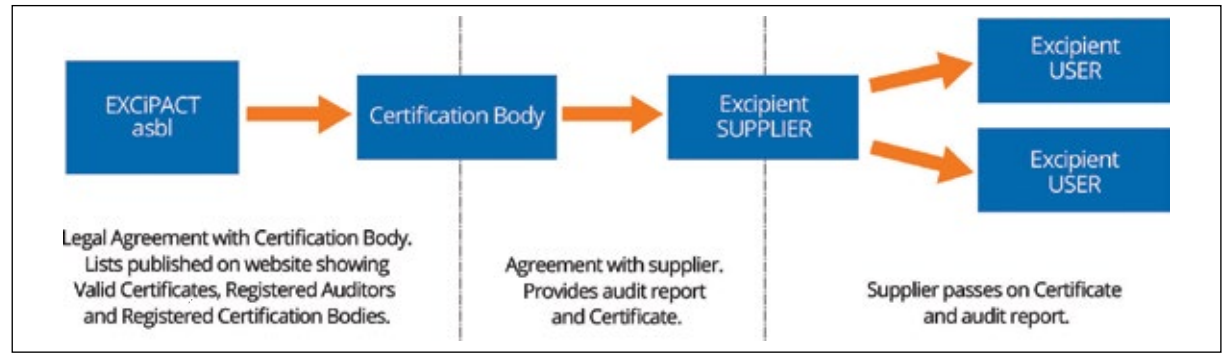 EXCiPACT
asbl
Certification Body
Excipient
SUPPLIER
Excipient
USER
Excipient
USER
Legal Agreement with Certification Body.
Lists published on website showing
Valid Certificates, Registered Auditors
and Registered Certification Bodies.
Agreement with supplier.
Provides audit report
and Certificate.
Supplier passes on Certificate
and audit report.